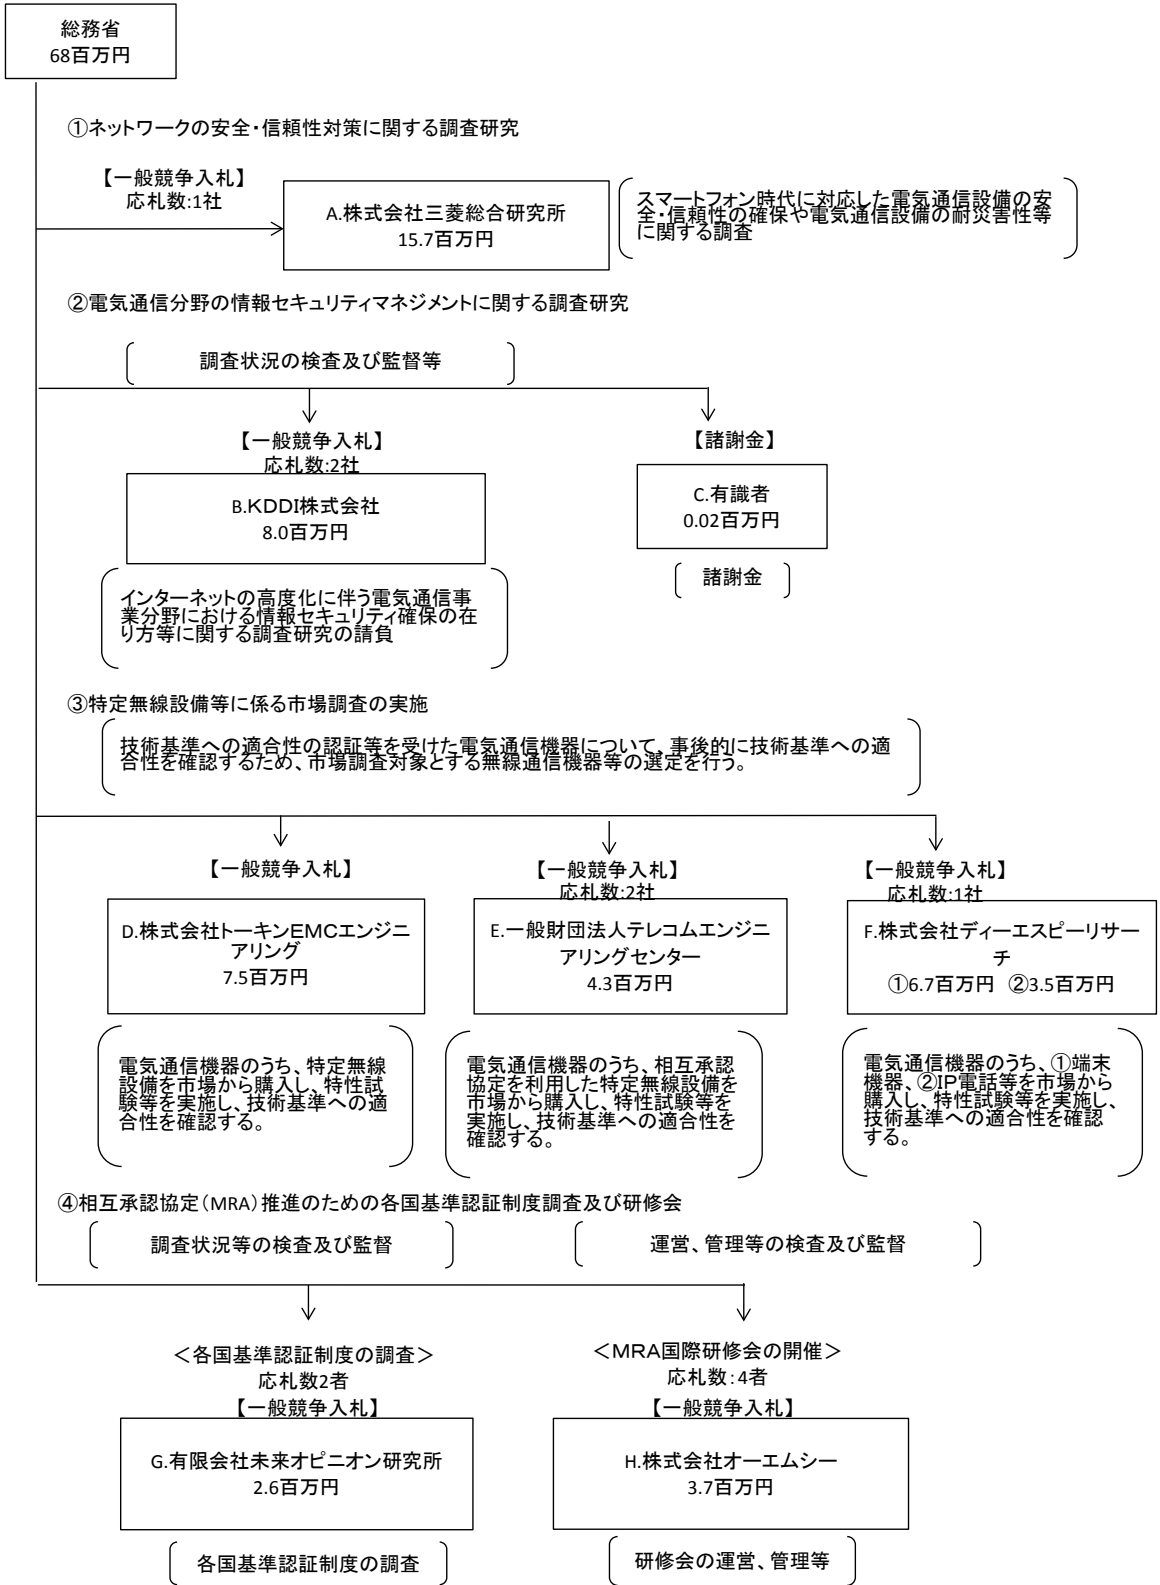 総務省
68百万円
①ネットワークの安全・信頼性対策に関する調査研究
【一般競争入札】
応札数:1社
A.株式会社三菱総合研究所
15.7百万円
スマートフォン時代に対応した電気通信設備の安
全・信頼性の確保や電気通信設備の耐災害性等
に関する調査
②電気通信分野の情報セキュリティマネジメントに関する調査研究
調査状況の検査及び監督等
【一般競争入札】
応札数:2社
B.KDDI株式会社
8.0百万円
インターネットの高度化に伴う電気通信事
業分野における情報セキュリティ確保の在
り方等に関する調査研究の請負
【諸謝金】
C.有識者
0.02百万円
諸謝金
③特定無線設備等に係る市場調査の実施
技術基準への適合性の認証等を受けた電気通信機器について、事後的に技術基準への適
合性を確認するため、市場調査対象とする無線通信機器等の選定を行う。
【一般競争入札】
D.株式会社トーキンEMCエンジニ
アリング
7.5百万円
電気通信機器のうち、特定無線
設備を市場から購入し、特性試
験等を実施し、技術基準への適
合性を確認する。
【一般競争入札】
応札数:2社
E.一般財団法人テレコムエンジニ
アリングセンター
4.3百万円
電気通信機器のうち、相互承認
協定を利用した特定無線設備を
市場から購入し、特性試験等を
実施し、技術基準への適合性を
確認する。
【一般競争入札】
応札数:1社
F.株式会社ディーエスピーリサー
チ
①6.7百万円 ②3.5百万円
電気通信機器のうち、①端末
機器、②IP電話等を市場から
購入し、特性試験等を実施し、
技術基準への適合性を確認
する。
④相互承認協定(MRA)推進のための各国基準認証制度調査及び研修会
調査状況等の検査及び監督
運営、管理等の検査及び監督
<各国基準認証制度の調査>
応札数2者
【一般競争入札】
G.有限会社未来オピニオン研究所
2.6百万円
各国基準認証制度の調査
<MRA国際研修会の開催>
応札数:4者
【一般競争入札】
H.株式会社オーエムシー
3.7百万円
研修会の運営、管理等